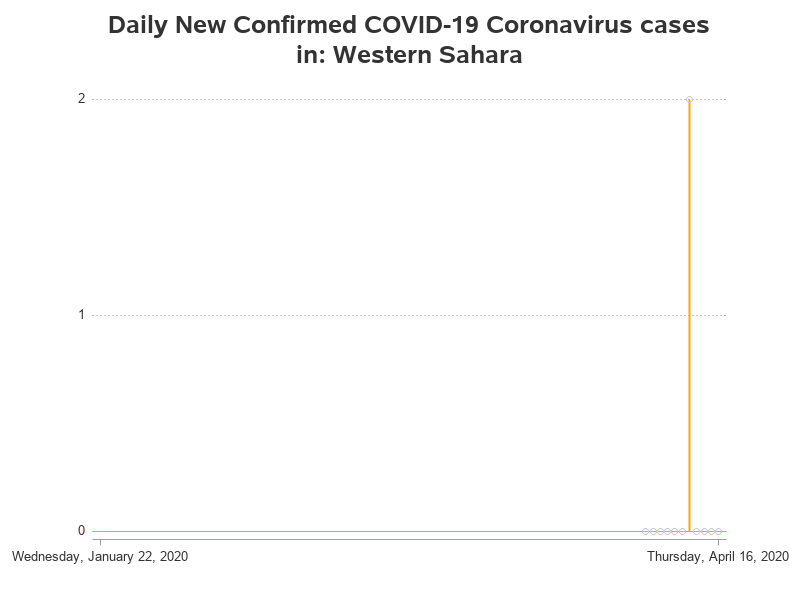 Daily New Confirmed COVID-19 Coronavirus cases
in: Western Sahara
2
1
0
Wednesday, January 22, 2020
Thursday, April 16, 2020